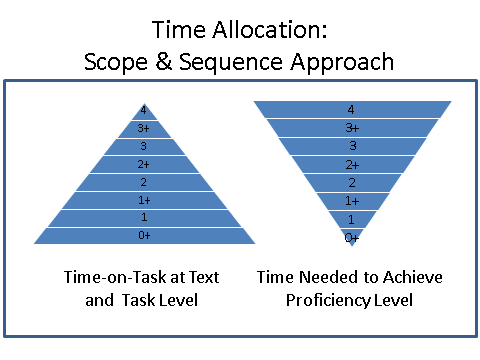 Time Allocation:
Scope & Sequence Approach
4
3+
3
2+
2
1+
1
0+
Time-on-Task at Text
and Task Level
4
3+
3
2+
2
1+
1
0+
Time Needed to Achieve
Proficiency Level